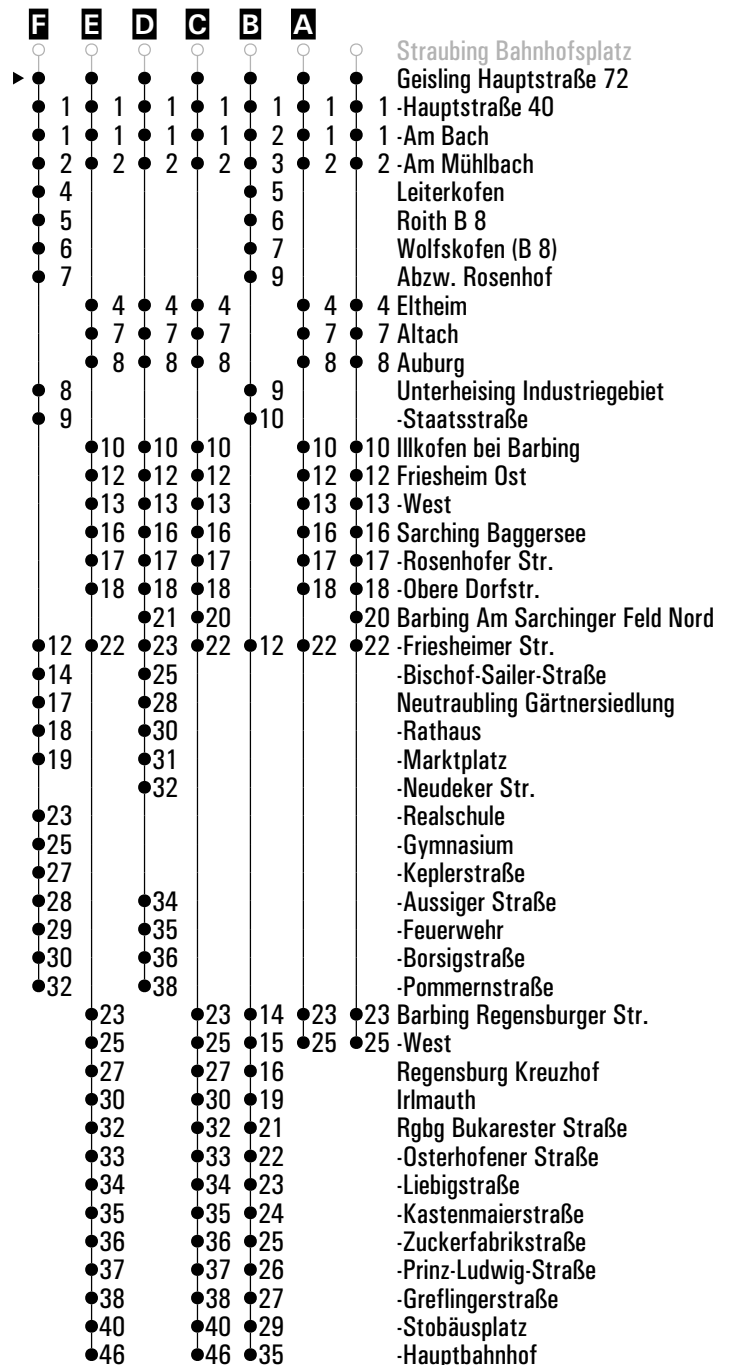 F E D C B A
Straubing Bahnhofsplatz
Geisling Hauptstraße 72
1 1 1 1 1 1 1 -Hauptstraße 40
1 1 1 1 2 1 1 -Am Bach
2 2 2 2 3 2 2 -Am Mühlbach
4 5 Leiterkofen
5 6 Roith B 8
6 7 Wolfskofen (B 8)
7 9 Abzw. Rosenhof
4 4 4 4 4 Eltheim
7 7 7 7 7 Altach
8 8 8 8 8 Auburg
8 9 Unterheising Industriegebiet
9 10 -Staatsstraße
10 10 10 10 10 Illkofen bei Barbing
12 12 12 12 12 Friesheim Ost
13 13 13 13 13 -West
16 16 16 16 16 Sarching Baggersee
17 17 17 17 17 -Rosenhofer Str.
18 18 18 18 18 -Obere Dorfstr.
21 20 20 Barbing Am Sarchinger Feld Nord
12 22 23 22 12 22 22 -Friesheimer Str.
14 25 -Bischof-Sailer-Straße
17 28 Neutraubling Gärtnersiedlung
18 30 -Rathaus
19 31 -Marktplatz
32 -Neudeker Str.
23 -Realschule
25 -Gymnasium
27 -Keplerstraße
28 34 -Aussiger Straße
29 35 -Feuerwehr
30 36 -Borsigstraße
32 38 -Pommernstraße
23 23 14 23 23 Barbing Regensburger Str.
25 25 15 25 25 -West
27 27 16 Regensburg Kreuzhof
30 30 19 Irlmauth
32 32 21 Rgbg Bukarester Straße
33 33 22 -Osterhofener Straße
34 34 23 -Liebigstraße
35 35 24 -Kastenmaierstraße
36 36 25 -Zuckerfabrikstraße
37 37 26 -Prinz-Ludwig-Straße
38 38 27 -Greflingerstraße
40 40 29 -Stobäusplatz
46 46 35 -Hauptbahnhof